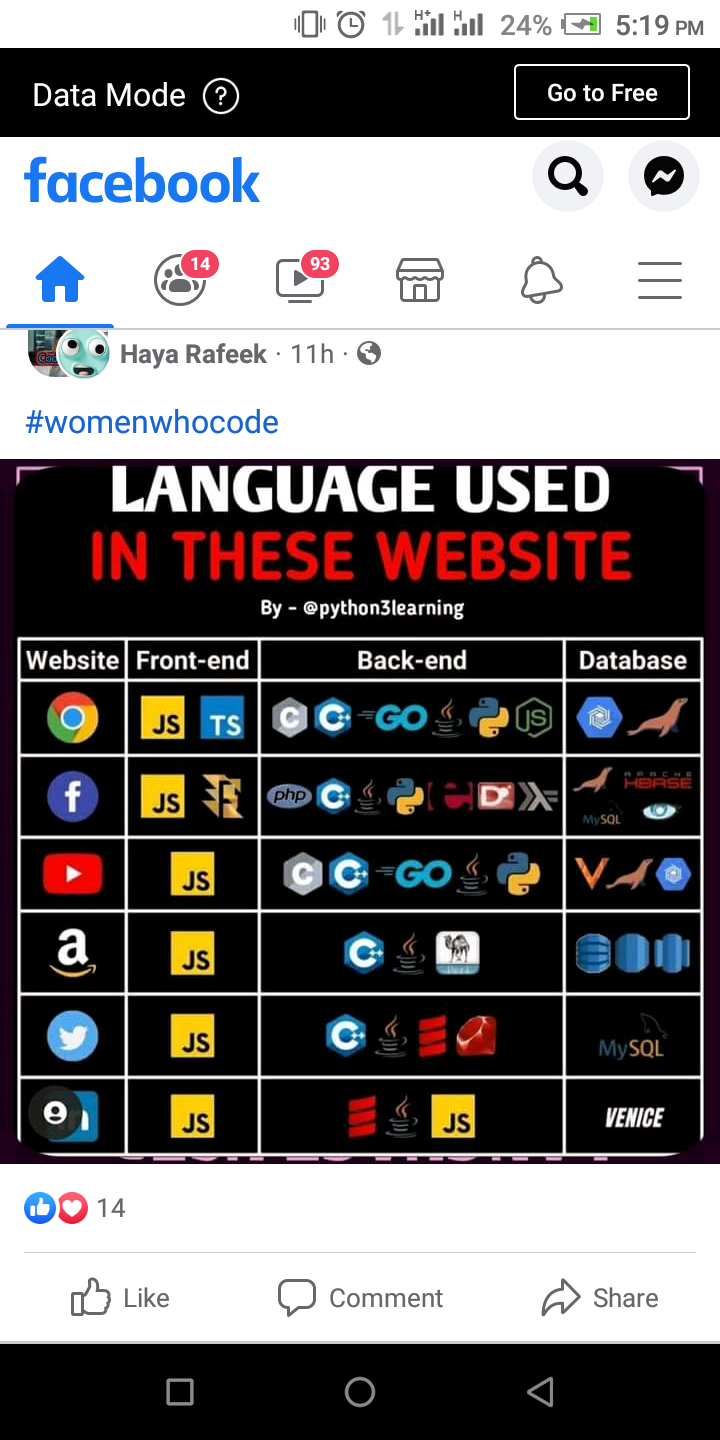 H+ H 24% 5:19 PM
Data Mode ? Go to Free
facebook
14 93
Haya Rafeek · 11h ·
#womenwhocode
LANGUAGE USED
IN THESE WEBSITE
By - @python3learning
Website Front-end Back-end Database
JS TS C C++ GO JS
f JS php C++ D APACHE HBASE MySQL
JS C C++ GO
a JS C++
JS C++ MySQL
JS JS VENICE
14
Like Comment Share